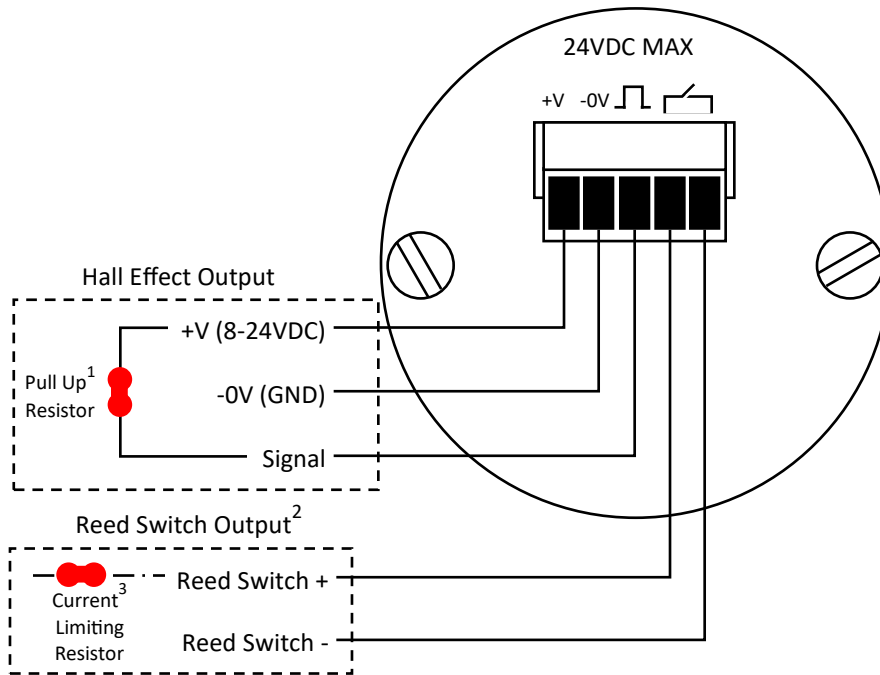 24VDC MAX
+V -0V
Hall Effect Output
+V (8-24VDC)
Pull Up1
Resistor
-0V (GND)
Signal
Reed Switch Output2
Reed Switch +
Current3
Limiting
Resistor
Reed Switch -